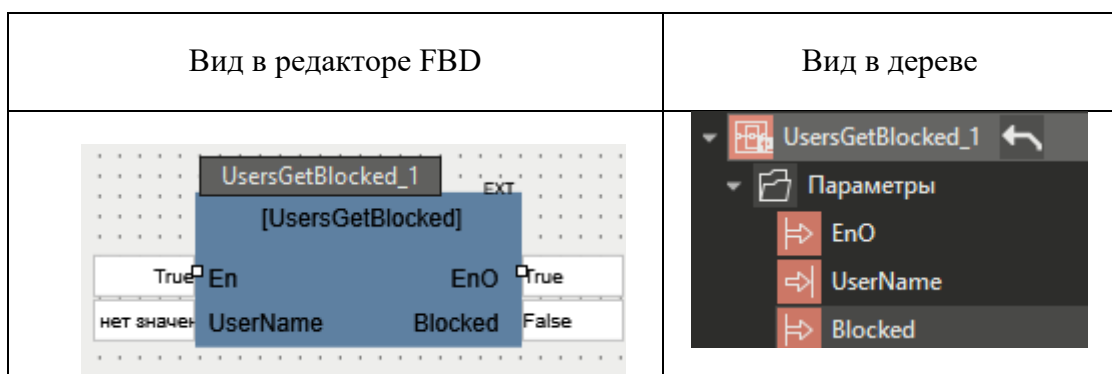 Вид в редакторе FBD
Вид в дереве
UsersGetBlocked_1
EXT
[UsersGetBlocked]
True En EnO True
нет значен UserName Blocked False
UsersGetBlocked_1
Параметры
EnO
UserName
Blocked